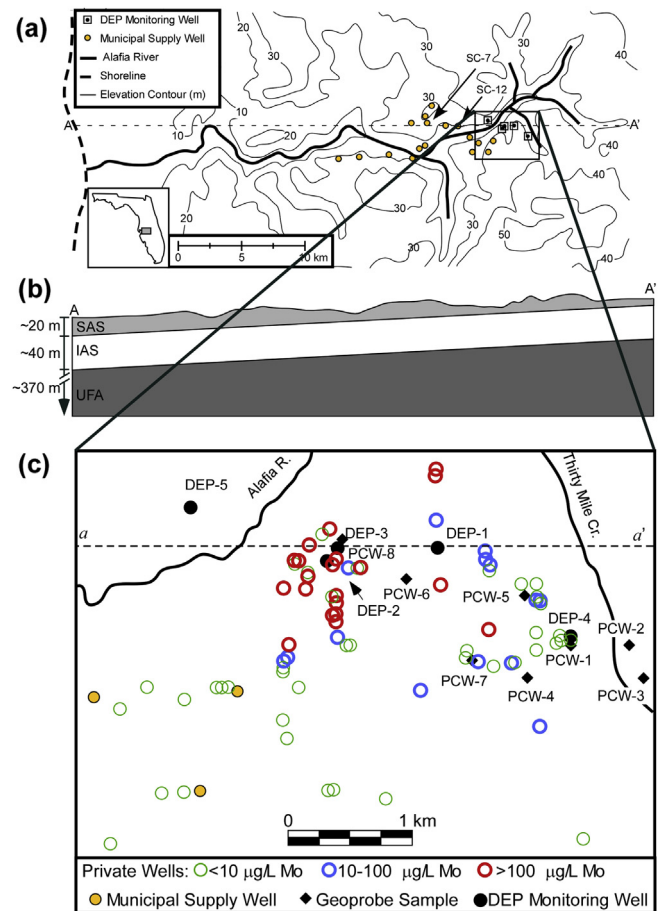 (a)
DEP Monitoring Well
Municipal Supply Well
Alafia River
Shoreline
Elevation Contour (m)
SC-7
SC-12
30
30
30
30
20
10
10
20
40
40
40
30
30
50
20
A
A'
0 5 10 km
(b)
A
A'
~20 m
SAS
~40 m
IAS
~370 m
UFA
(c)
Alafia R.
Thirty Mile Cr.
DEP-5
DEP-3
DEP-1
a
a'
PCW-8
PCW-6
DEP-2
PCW-5
DEP-4
PCW-2
PCW-1
PCW-7
PCW-4
PCW-3
0 1 km
Private Wells: <10 µg/L Mo 10-100 µg/L Mo >100 µg/L Mo
Municipal Supply Well Geoprobe Sample DEP Monitoring Well